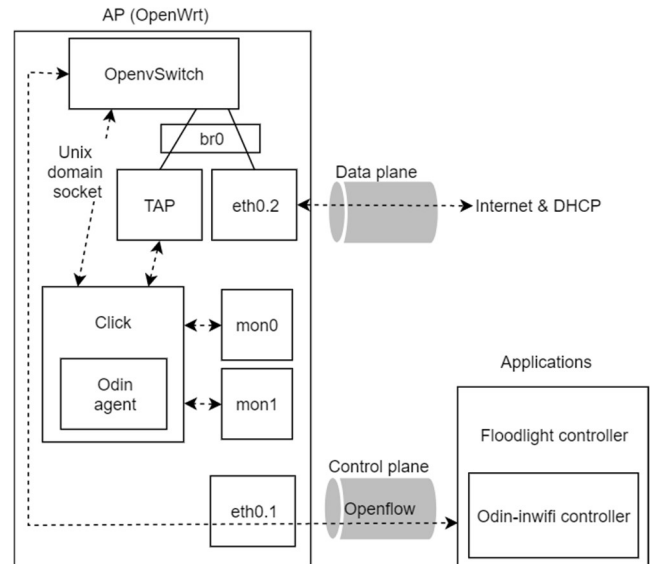 AP (OpenWrt)
OpenvSwitch
br0
Unix
domain
socket
TAP
eth0.2
Data plane
Internet & DHCP
Click
mon0
Odin
agent
mon1
Applications
Floodlight controller
Control plane
eth0.1
Openflow
Odin-inwifi controller